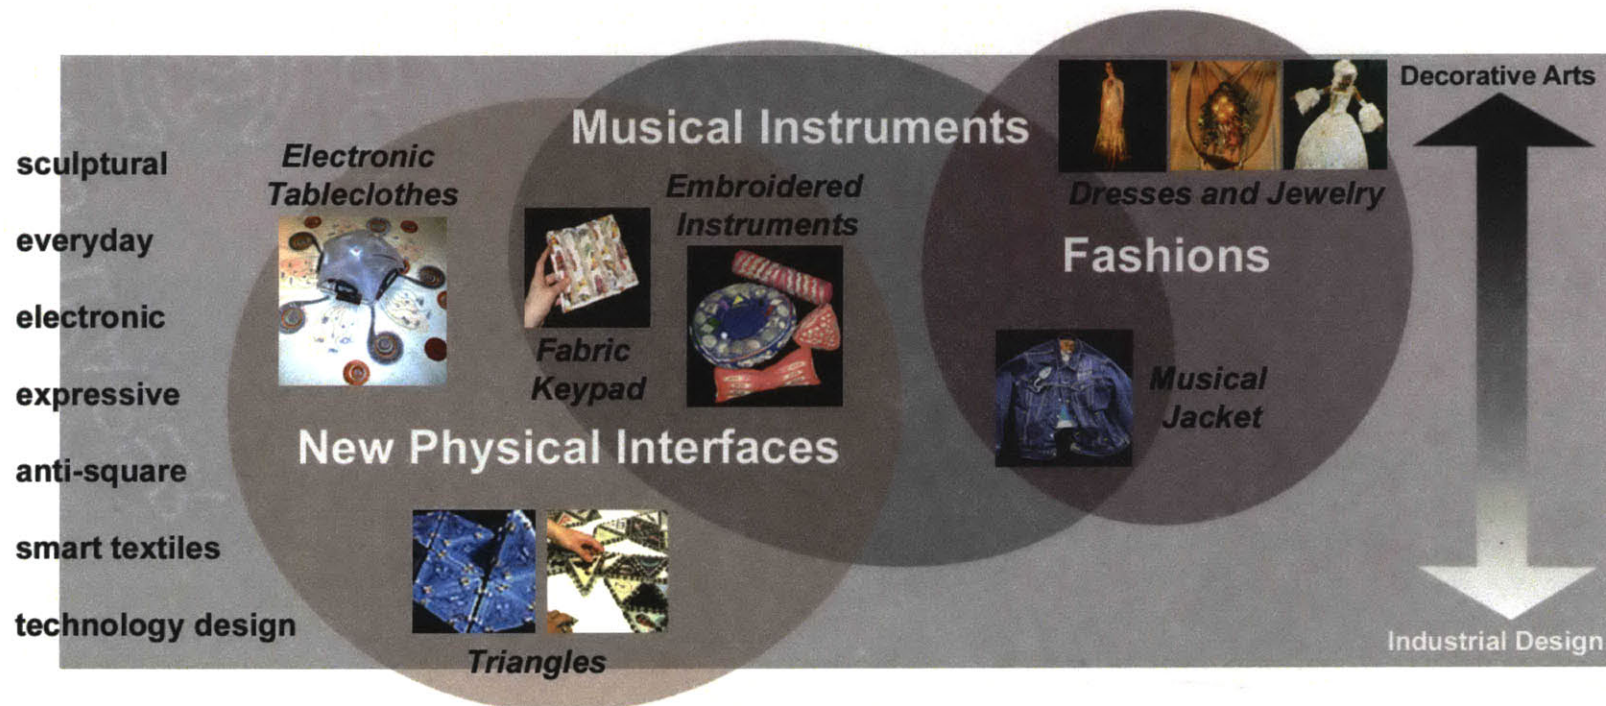 sculptural
everyday
electronic
expressive
anti-square
smart textiles
technology design
Electronic
Tableclothes
Musical Instruments
Fabric
Keypad
Embroidered
Instruments
New Physical Interfaces
Triangles
Dresses and Jewelry
Fashions
Musical
Jacket
Decorative Arts
Industrial Design